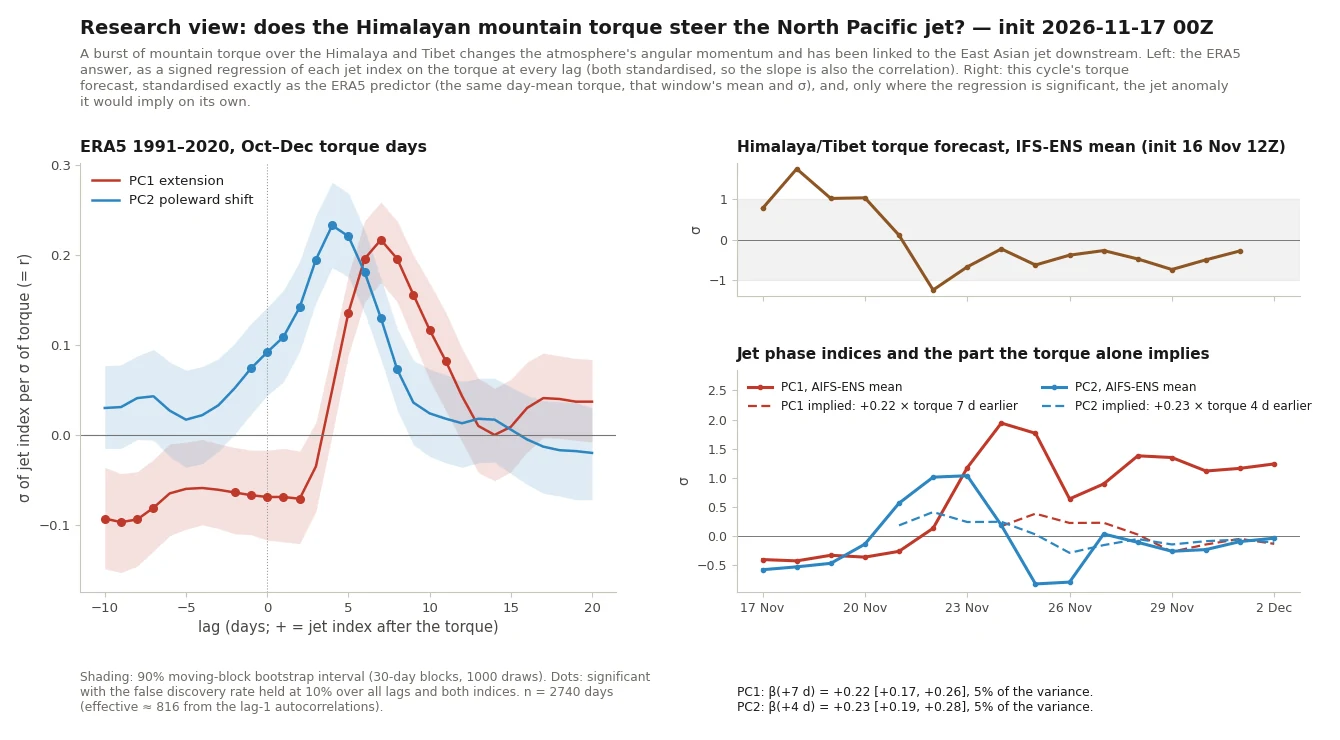 Research view: does the Himalayan mountain torque steer the North Pacific jet? — init 2026-11-17 00Z
A burst of mountain torque over the Himalaya and Tibet changes the atmosphere's angular momentum and has been linked to the East Asian jet downstream. Left: the ERA5
answer, as a signed regression of each jet index on the torque at every lag (both standardised, so the slope is also the correlation). Right: this cycle's torque
forecast, standardised exactly as the ERA5 predictor (the same day-mean torque, that window's mean and σ), and, only where the regression is significant, the jet anomaly
it would imply on its own.
ERA5 1991–2020, Oct–Dec torque days
PC1 extension
PC2 poleward shift
σ of jet index per σ of torque (= r)
0.3
0.2
0.1
0.0
−0.1
−10
−5
0
5
10
15
20
lag (days; + = jet index after the torque)
Shading: 90% moving-block bootstrap interval (30-day blocks, 1000 draws). Dots: significant
with the false discovery rate held at 10% over all lags and both indices. n = 2740 days
(effective ≈ 816 from the lag-1 autocorrelations).
Himalaya/Tibet torque forecast, IFS-ENS mean (init 16 Nov 12Z)
σ
1
0
−1
Jet phase indices and the part the torque alone implies
PC1, AIFS-ENS mean
PC1 implied: +0.22 × torque 7 d earlier
PC2, AIFS-ENS mean
PC2 implied: +0.23 × torque 4 d earlier
σ
2.5
2.0
1.5
1.0
0.5
0.0
−0.5
17 Nov
20 Nov
23 Nov
26 Nov
29 Nov
2 Dec
PC1: β(+7 d) = +0.22 [+0.17, +0.26], 5% of the variance.
PC2: β(+4 d) = +0.23 [+0.19, +0.28], 5% of the variance.